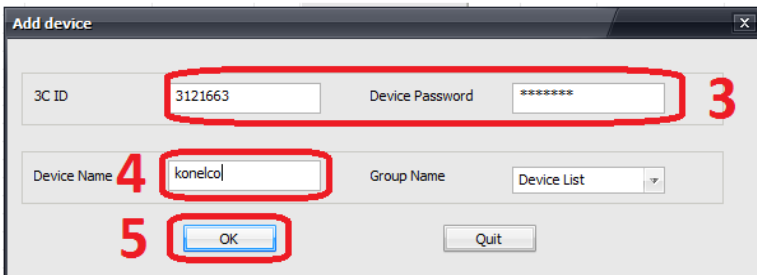 Add device X
3C ID 3121663 Device Password ******* 3
Device Name 4 konelco Group Name Device List
5 OK Quit